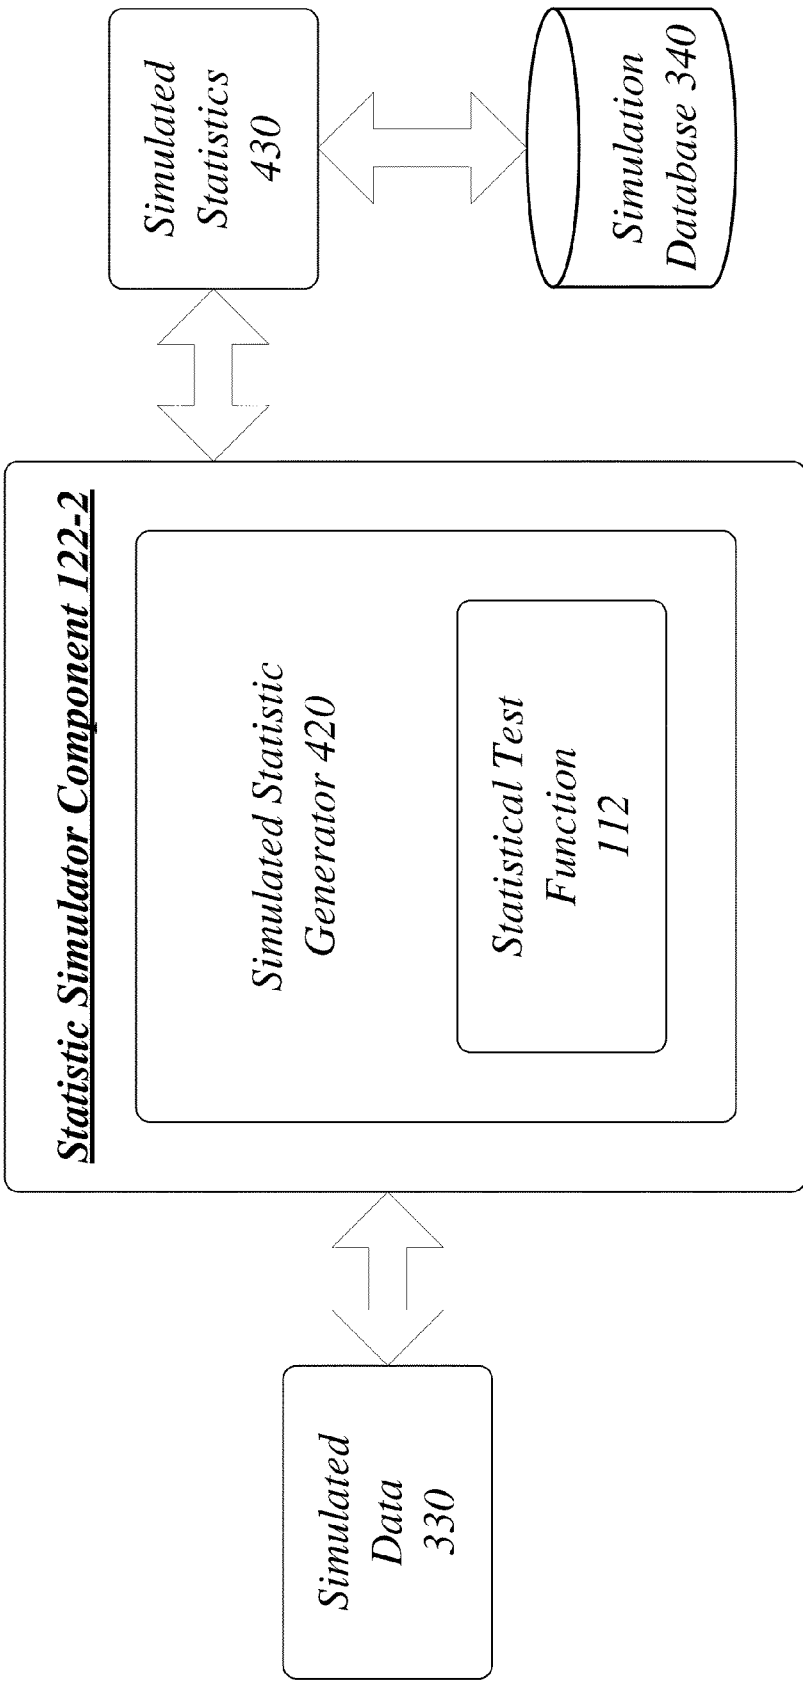 Statistic Simulator Component 122-2
Simulated
Data
330
Simulated Statistic
Generator 420
Statistical Test
Function
112
Simulated
Statistics
430
Simulation
Database 340